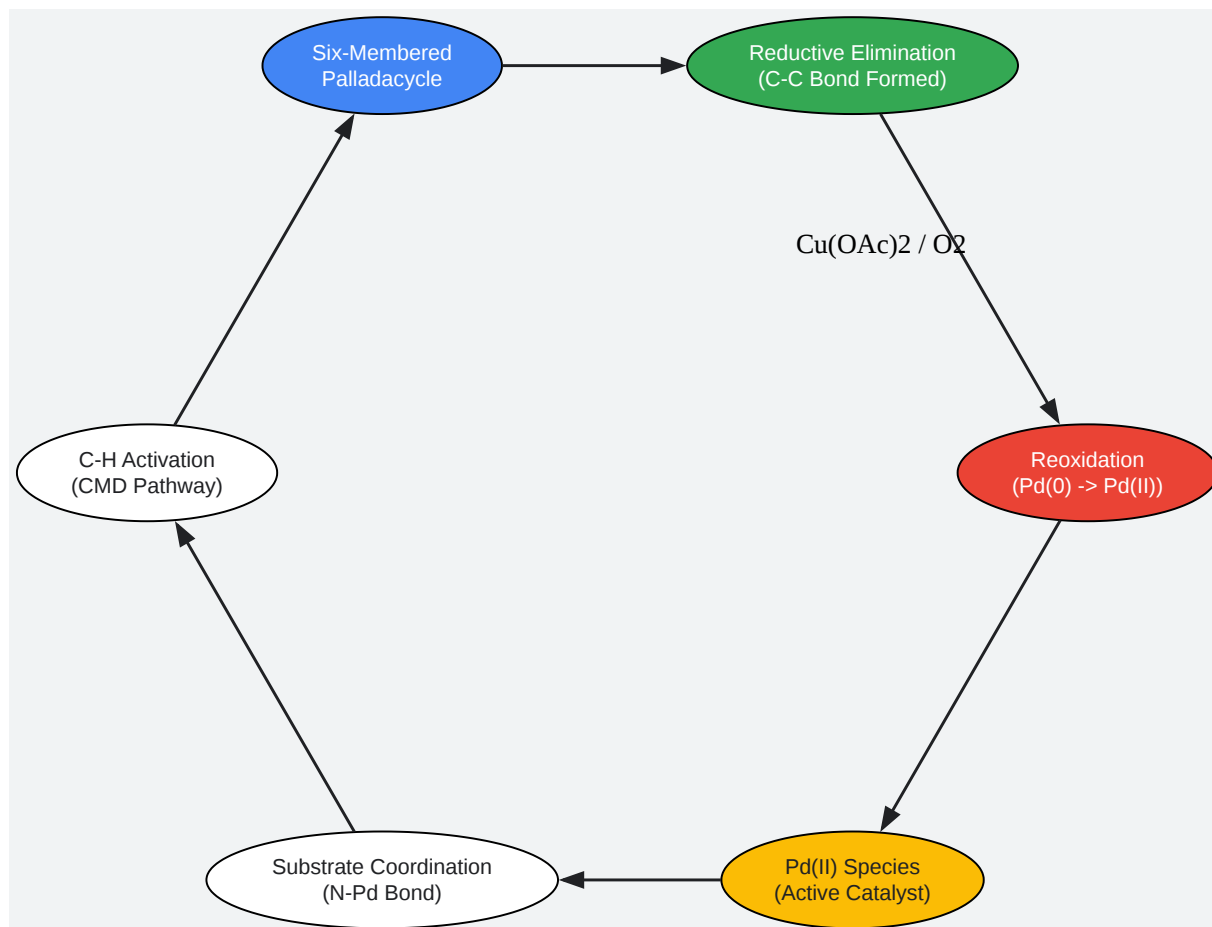 Six-Membered
Palladacycle
Reductive Elimination
(C-C Bond Formed)
Cu(OAc)2 / O2
C-H Activation
(CMD Pathway)
Reoxidation
(Pd(0) -> Pd(II))
Substrate Coordination
(N-Pd Bond)
Pd(II) Species
(Active Catalyst)